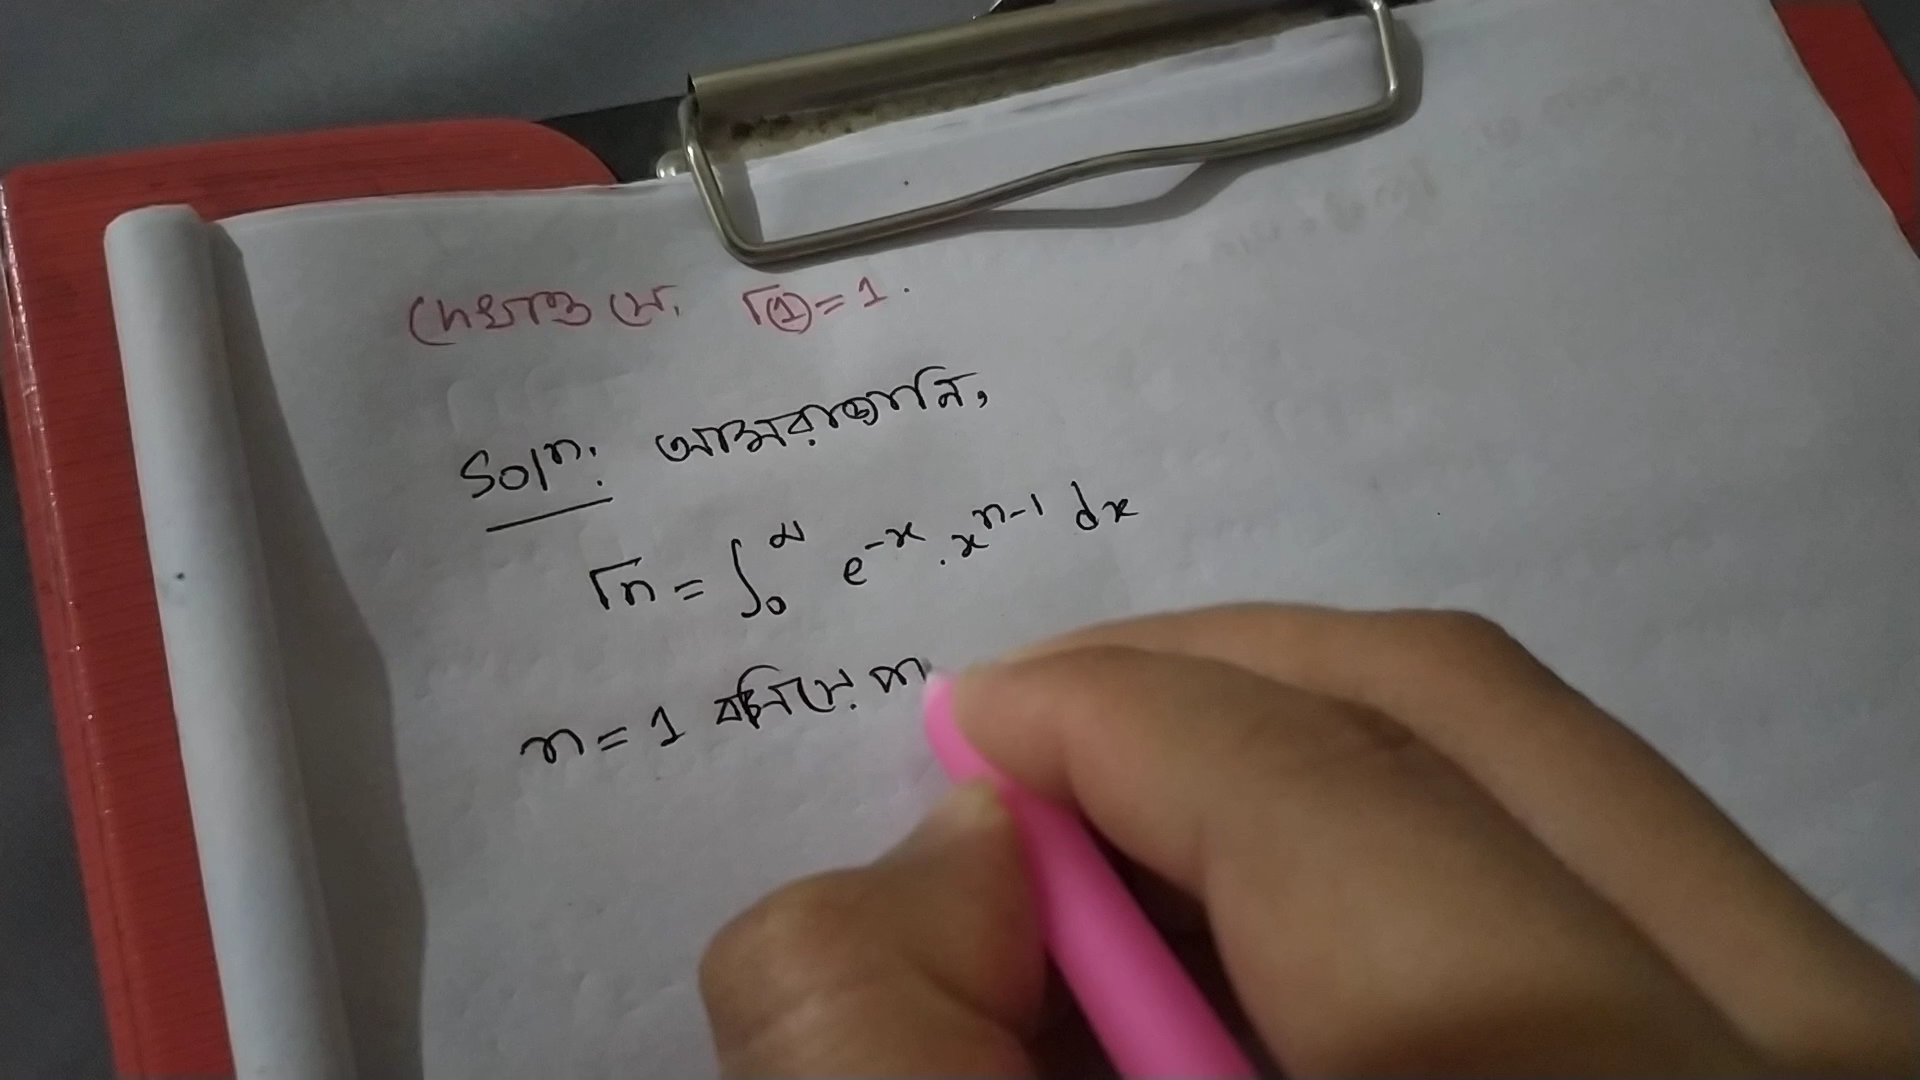 দেখাও যে, Γ(1) = 1.
Solⁿ: আমরা জানি,
Γn = ∫₀^∞ e^-x . x^n-1 dx
n = 1 বসিয়ে পা